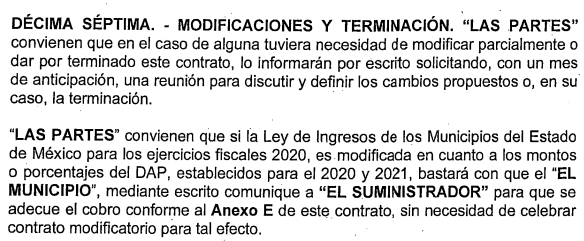 DÉCIMA SÉPTIMA. - MODIFICACIONES Y TERMINACIÓN. “LAS PARTES”
convienen que en el caso de alguna tuviera necesidad de modificar parcialmente o
dar por terminado este contrato, lo informarán por escrito solicitando, con un mes
de anticipación, una reunión para discutir y definir los cambios propuestos o, en su
caso, la terminación.
“LAS PARTES” convienen que si la Ley de Ingresos de los Municipios del Estado
de México para los ejercicios fiscales 2020, es modificada en cuanto a los montos
o porcentajes del DAP, establecidos para el 2020 y 2021, bastará con que el “EL
MUNICIPIO”, mediante escrito comunique a “EL SUMINISTRADOR” para que se
adecue el cobro conforme al Anexo E de este contrato, sin necesidad de celebrar
contrato modificatorio para tal efecto.